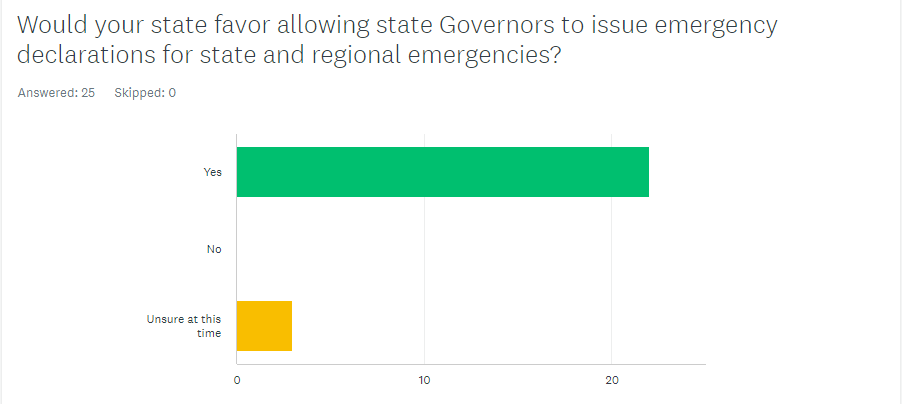 Would your state favor allowing state Governors to issue emergency
declarations for state and regional emergencies?
Answered: 25 Skipped: 0
Yes
No
Unsure at this
time
0 10 20